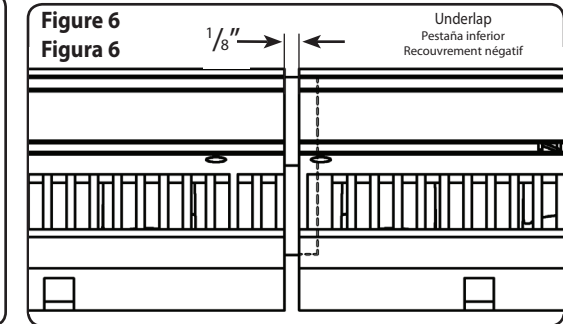 Figure 6
Figura 6
1/8"
Underlap
Pestaña inferior
Recouvrement négatif